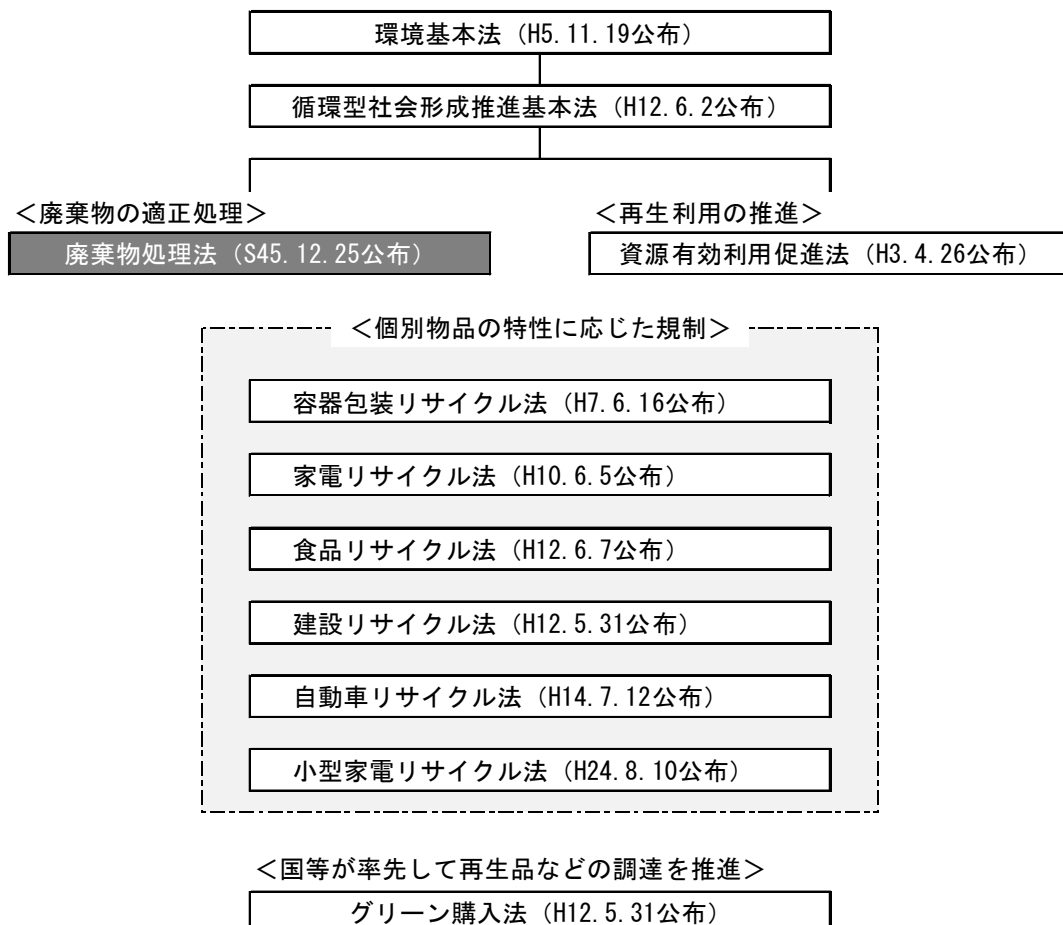 環境基本法（H5.11.19公布）
循環型社会形成推進基本法（H12.6.2公布）
＜廃棄物の適正処理＞
＜再生利用の推進＞
廃棄物処理法（S45.12.25公布）
資源有効利用促進法（H3.4.26公布）
＜個別物品の特性に応じた規制＞
容器包装リサイクル法（H7.6.16公布）
家電リサイクル法（H10.6.5公布）
食品リサイクル法（H12.6.7公布）
建設リサイクル法（H12.5.31公布）
自動車リサイクル法（H14.7.12公布）
小型家電リサイクル法（H24.8.10公布）
＜国等が率先して再生品などの調達を推進＞
グリーン購入法（H12.5.31公布）